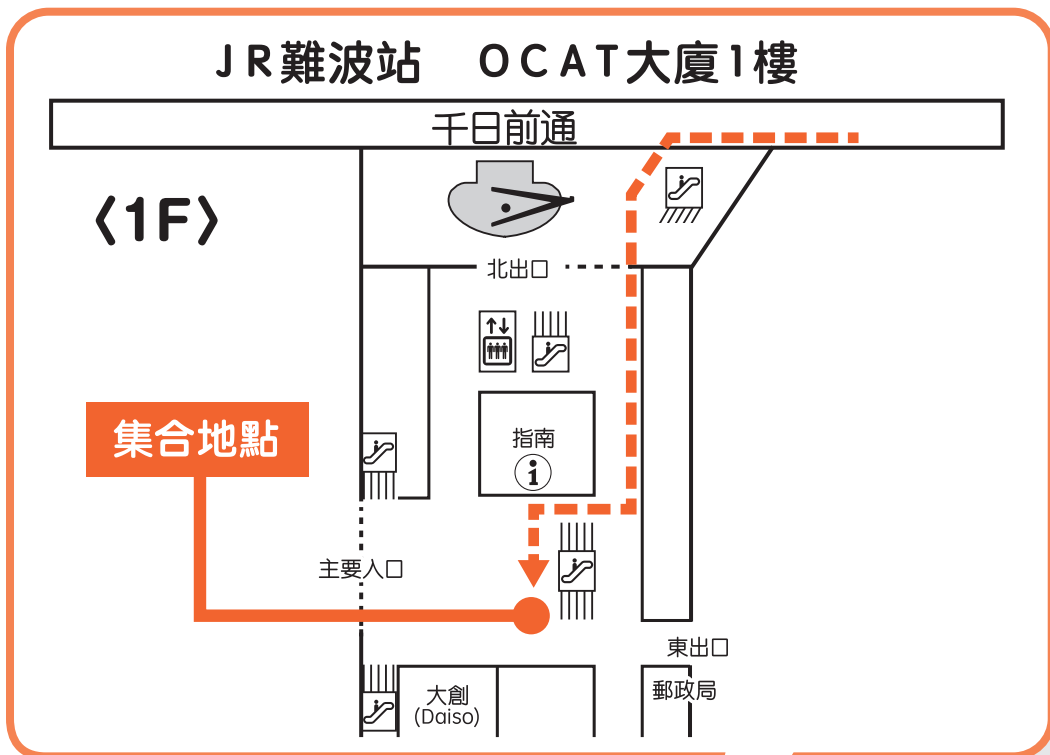 JR難波站　OCAT大廈1樓
千日前通
〈1F〉
北出口
集合地點
指南
i
主要入口
東出口
大創
(Daiso)
郵政局